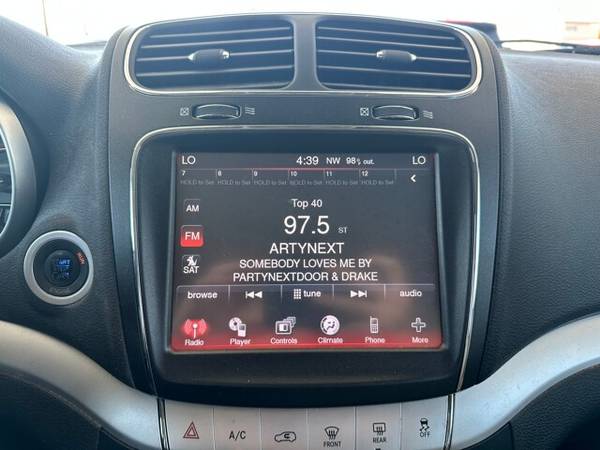 LO 4:39 NW 98°F out. LO
7 8 9 10 11 12
HOLD to Set HOLD to Set HOLD to Set HOLD to Set HOLD to Set HOLD to Set
AM
Top 40
97.5 ST
FM
ARTYNEXT
SOMEBODY LOVES ME BY
SAT
PARTYNEXTDOOR & DRAKE
browse tune audio
Radio Player Controls Climate Phone More
RUN
A/C FRONT REAR OFF